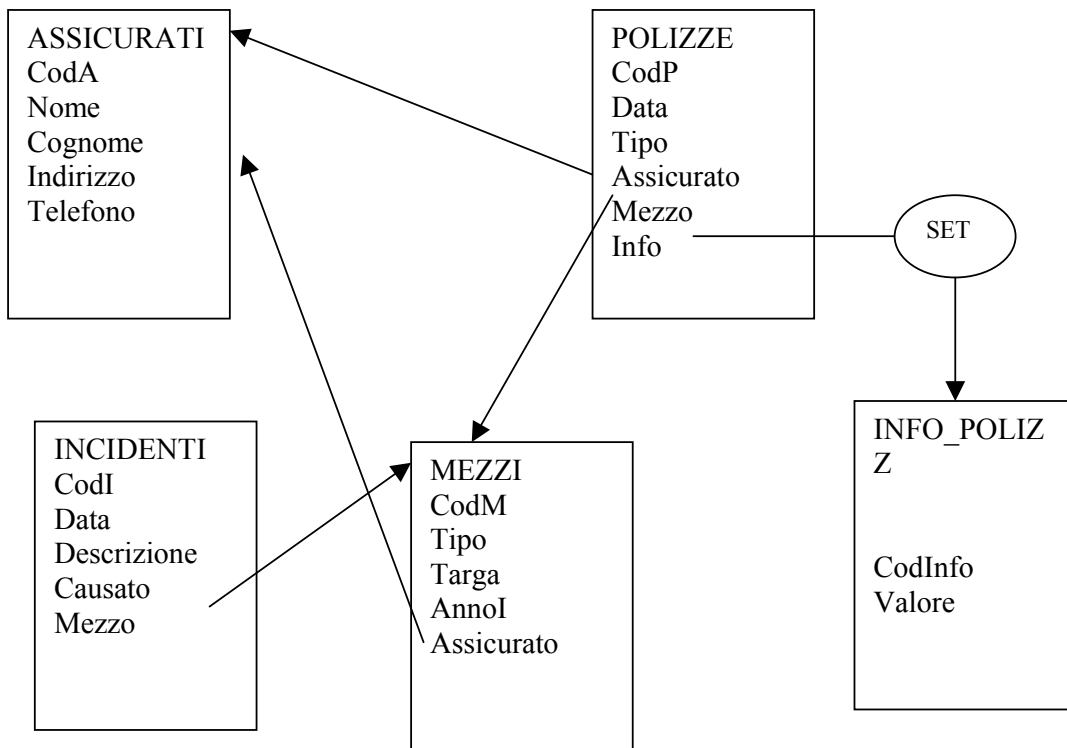 ASSICURATI
CodA
Nome
Cognome
Indirizzo
Telefono
POLIZZE
CodP
Data
Tipo
Assicurato
Mezzo
Info
SET
INCIDENTI
CodI
Data
Descrizione
Causato
Mezzo
MEZZI
CodM
Tipo
Targa
AnnoI
Assicurato
INFO_POLIZ
Z
CodInfo
Valore